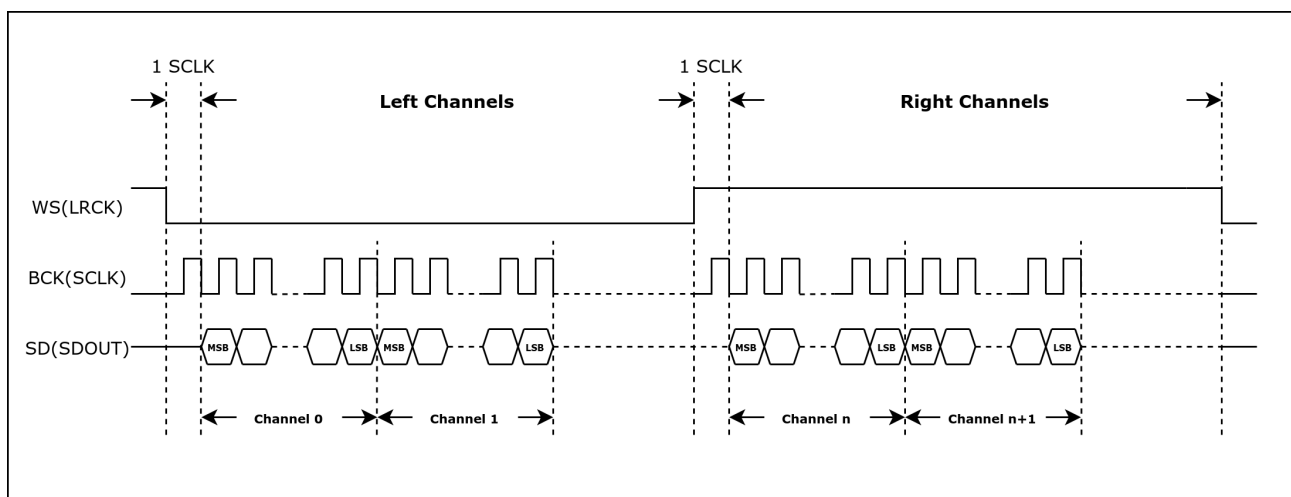 1 SCLK 1 SCLK
Left Channels Right Channels
WS(LRCK)
BCK(SCLK)
SD(SDOUT) MSB LSB MSB LSB MSB LSB MSB LSB
Channel 0 Channel 1 Channel n Channel n+1